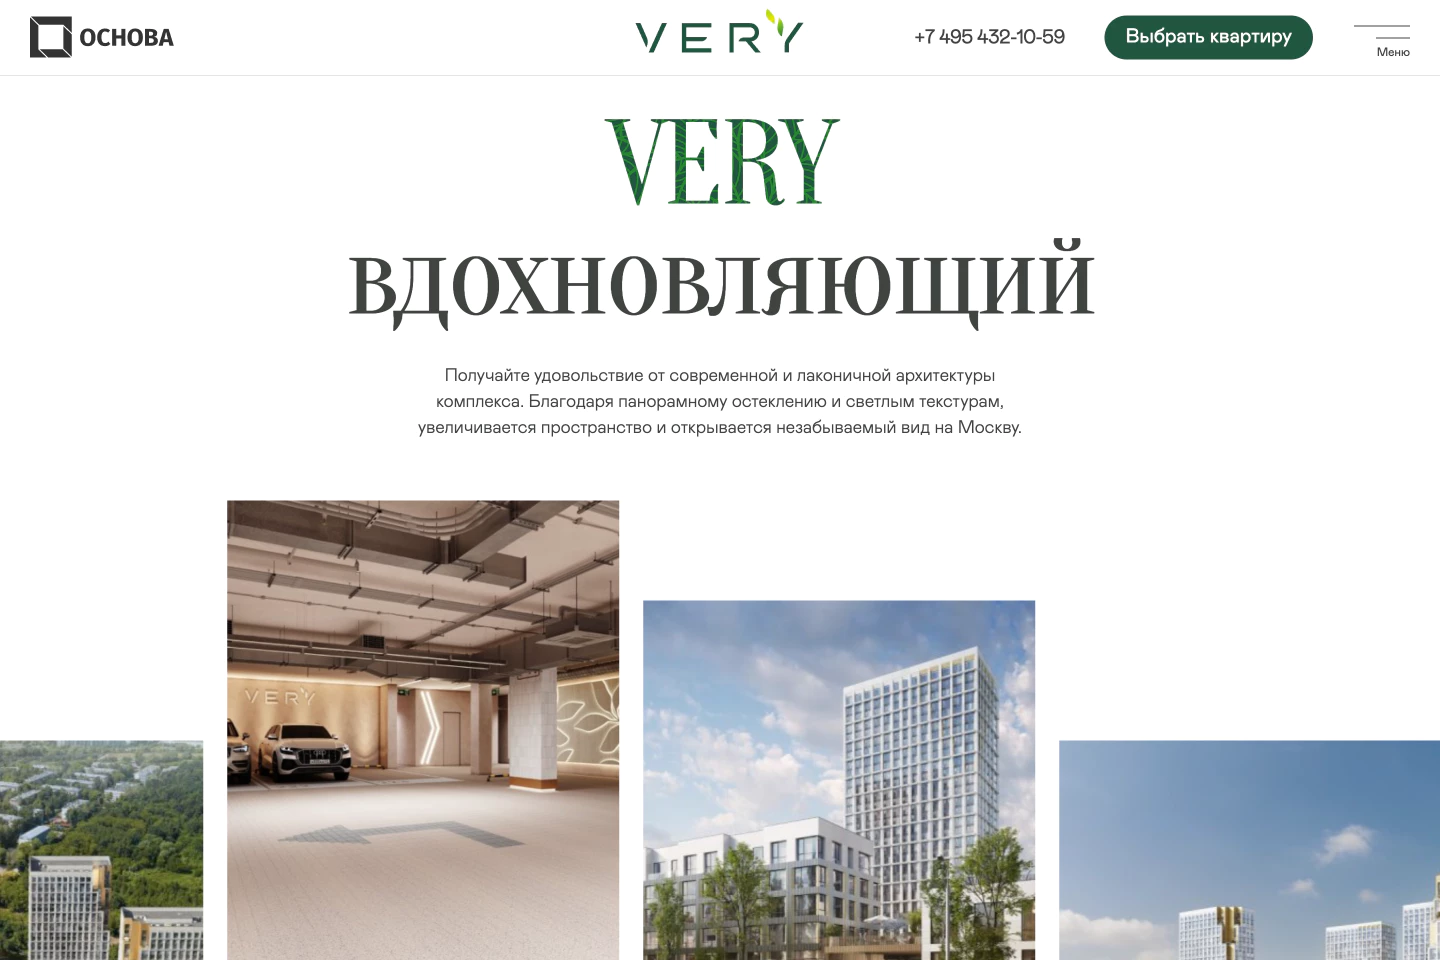 ОСНОВА
VERY
+7 495 432-10-59
Выбрать квартиру
Меню
VERY
ВДОХНОВЛЯЮЩИЙ
Получайте удовольствие от современной и лаконичной архитектуры
комплекса. Благодаря панорамному остеклению и светлым текстурам,
увеличивается пространство и открывается незабываемый вид на Москву.
VERY